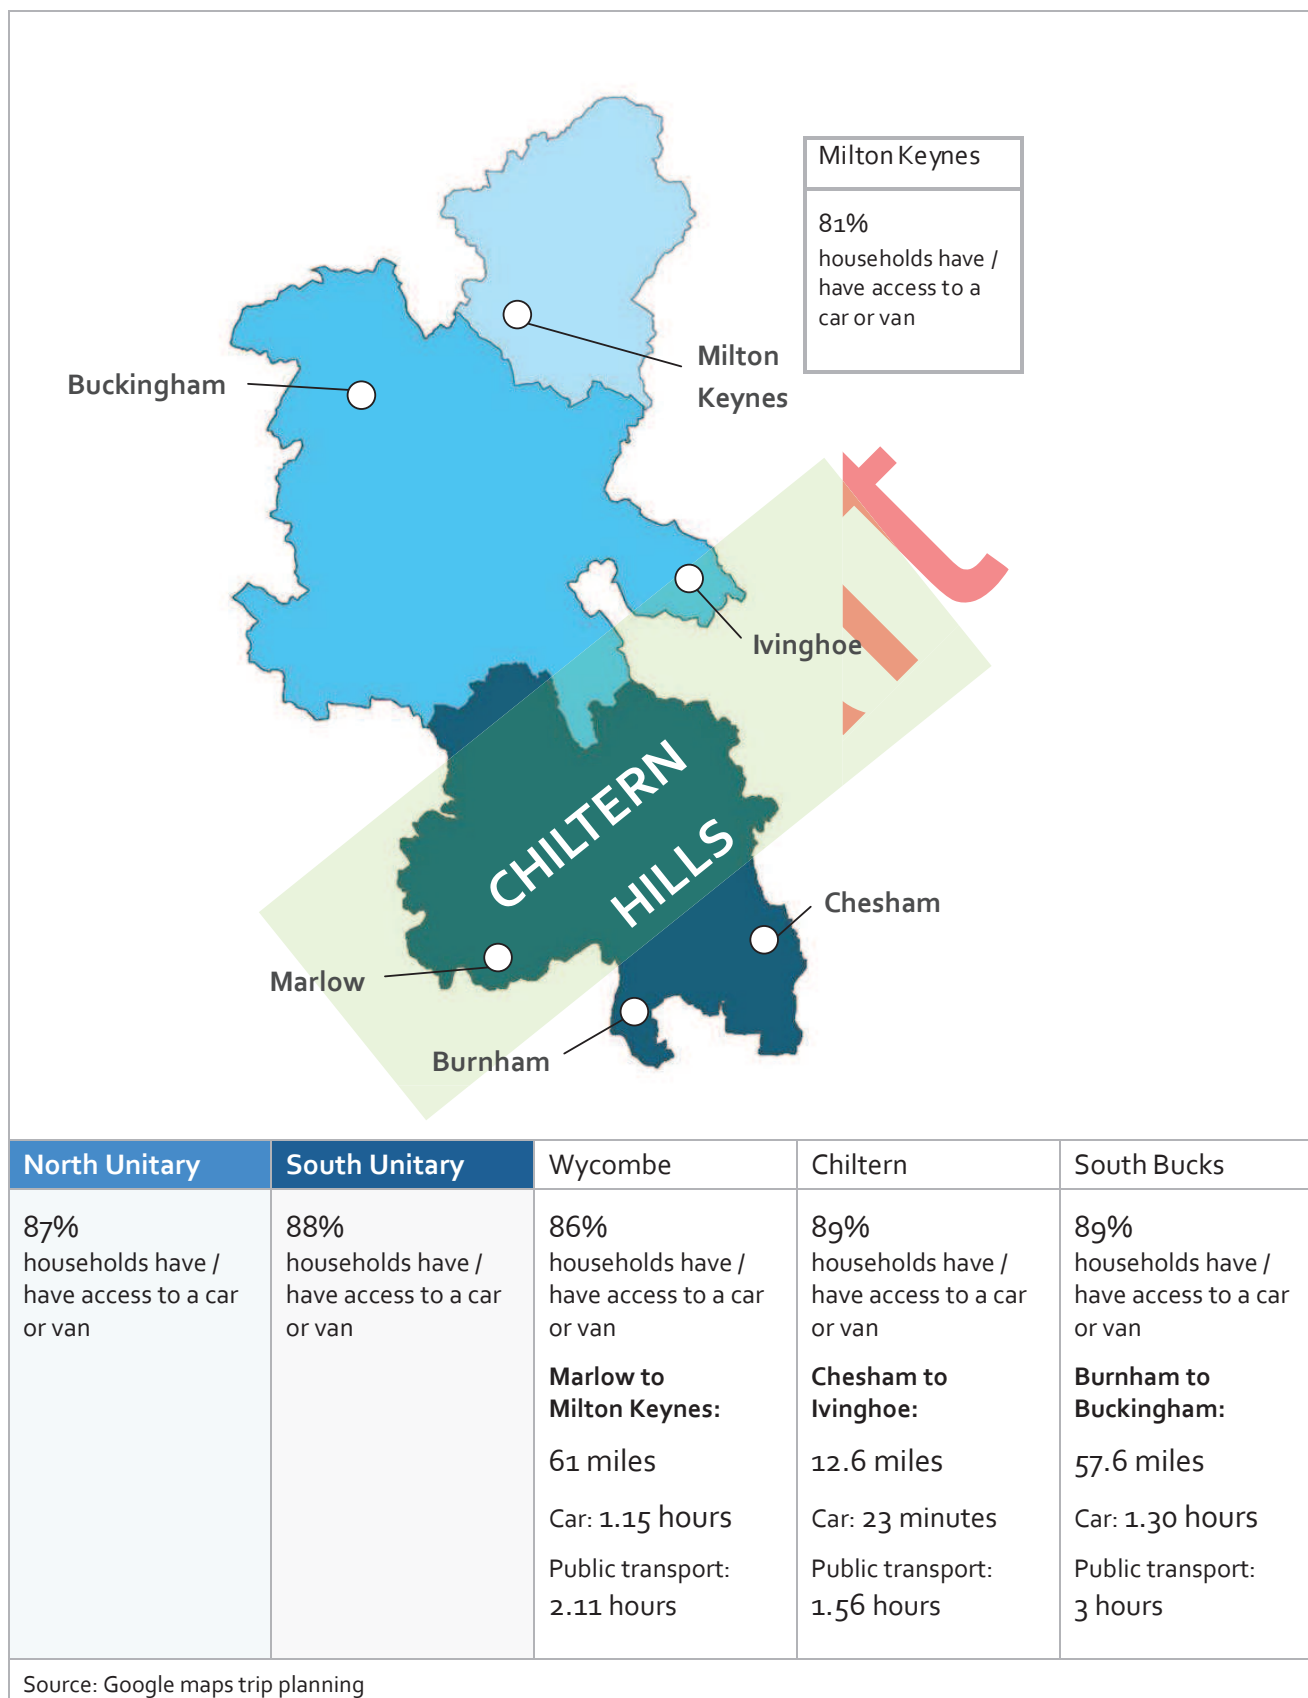 Milton Keynes
81%
households have /
have access to a
car or van
Milton
Keynes
Buckingham
Ivinghoe
CHILTERN
HILLS
Chesham
Marlow
Burnham
North Unitary
87%
households have /
have access to a car
or van
South Unitary
88%
households have /
have access to a car
or van
Wycombe
86%
households have /
have access to a car
or van
Marlow to
Milton Keynes:
61 miles
Car: 1.15 hours
Public transport:
2.11 hours
Chiltern
89%
households have /
have access to a car
or van
Chesham to
Ivinghoe:
12.6 miles
Car: 23 minutes
Public transport:
1.56 hours
South Bucks
89%
households have /
have access to a car
or van
Burnham to
Buckingham:
57.6 miles
Car: 1.30 hours
Public transport:
3 hours
Source: Google maps trip planning